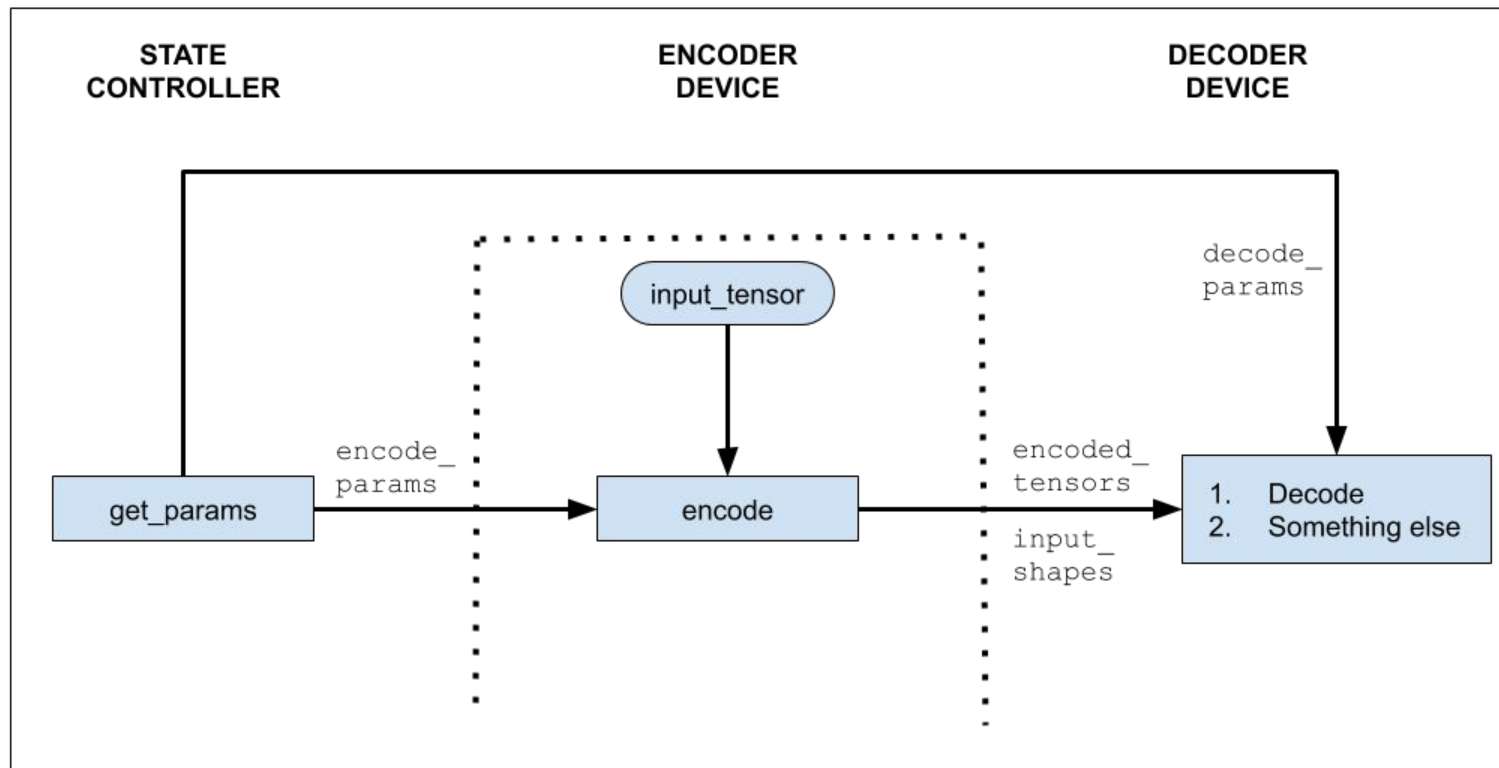 STATE
CONTROLLER
ENCODER
DEVICE
DECODER
DEVICE
decode_
params
input_tensor
encode_
params
encoded_
tensors
get_params
encode
1. Decode
2. Something else
input_
shapes